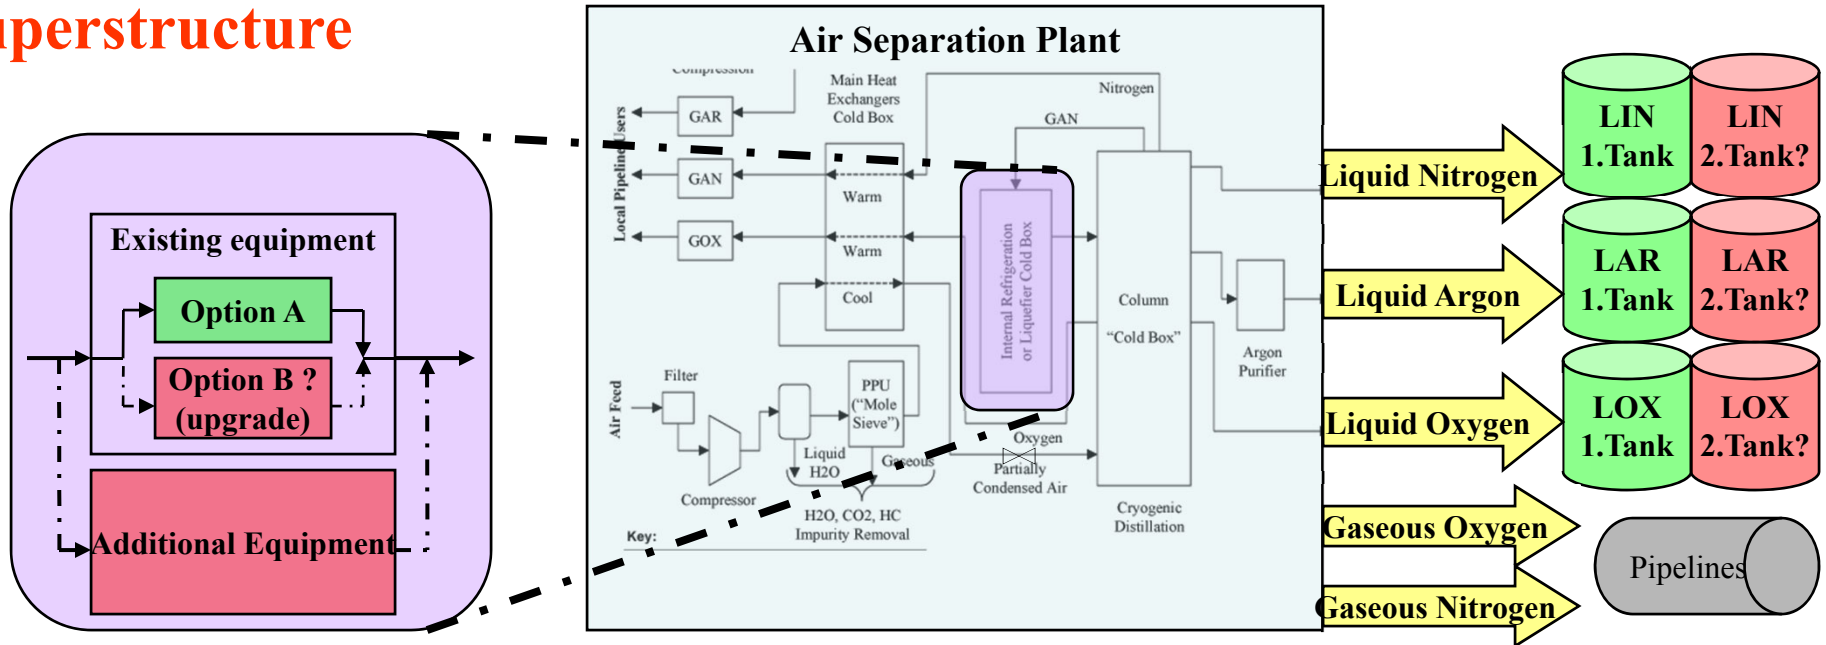 uperstructure
Existing equipment
Option A
Option B ?
(upgrade)
Additional Equipment
Air Separation Plant
Compression
Main Heat
Exchangers
Cold Box
Nitrogen
GAN
GAR
GAN
GOX
Local Pipeline Users
Warm
Warm
Cool
Internal Refrigeration
or Liquefier Cold Box
Column
“Cold Box”
Argon
Purifier
Air Feed
Filter
PPU
(“Mole
Sieve”)
Compressor
Liquid
H2O
Gaseous
Oxygen
Partially
Condensed Air
H2O, CO2, HC
Impurity Removal
Cryogenic
Distillation
Key:
Liquid Nitrogen
Liquid Argon
Liquid Oxygen
Gaseous Oxygen
Gaseous Nitrogen
LIN
1.Tank
LIN
2.Tank?
LAR
1.Tank
LAR
2.Tank?
LOX
1.Tank
LOX
2.Tank?
Pipelines